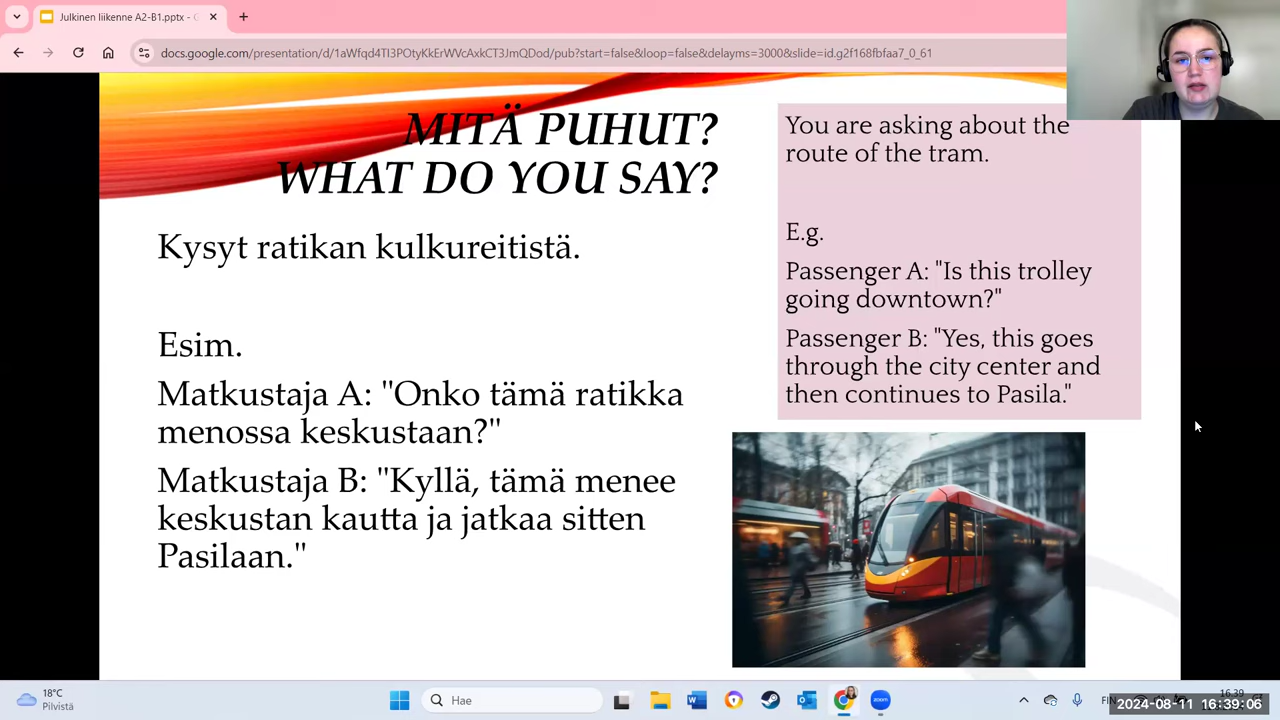 Julkinen liikenne A2-B1.pptx - G
docs.google.com/presentation/d/1aWfqd4TI3POtyKkErWVcAxkCT3JmQDod/pub?start=false&loop=false&delayms=3000&slide=id.g2f168fbfaa7_0_61
MITÄ PUHUT?
WHAT DO YOU SAY?
Kysyt ratikan kulkureitistä.
Esim.
Matkustaja A: "Onko tämä ratikka
menossa keskustaan?"
Matkustaja B: "Kyllä, tämä menee
keskustan kautta ja jatkaa sitten
Pasilaan."
You are asking about the
route of the tram.
E.g.
Passenger A: "Is this trolley
going downtown?"
Passenger B: "Yes, this goes
through the city center and
then continues to Pasila."
18°C
Pilvistä
Hae
zoom
FIN
16.39
2024-08-11 16:39:06